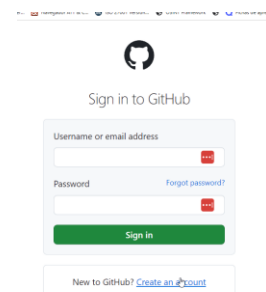 Sign in to GitHub
Username or email address
Password Forgot password?
Sign in
New to GitHub? Create an account